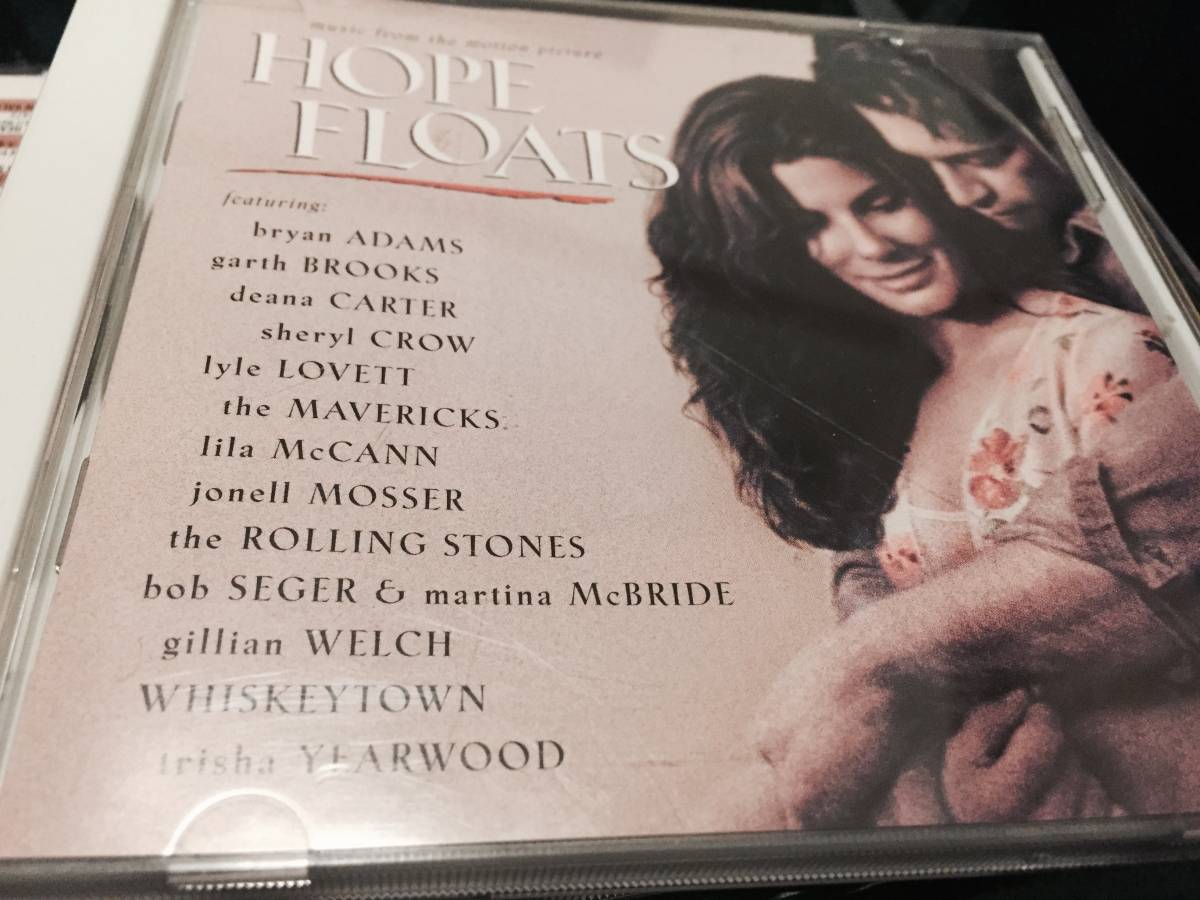 music from the motion picture
HOPE
FLOATS
featuring:
bryan ADAMS
garth BROOKS
deana CARTER
sheryl CROW
lyle LOVETT
the MAVERICKS
lila McCANN
jonell MOSSER
the ROLLING STONES
bob SEGER & martina McBRIDE
gillian WELCH
WHISKEYTOWN
trisha YEARWOOD